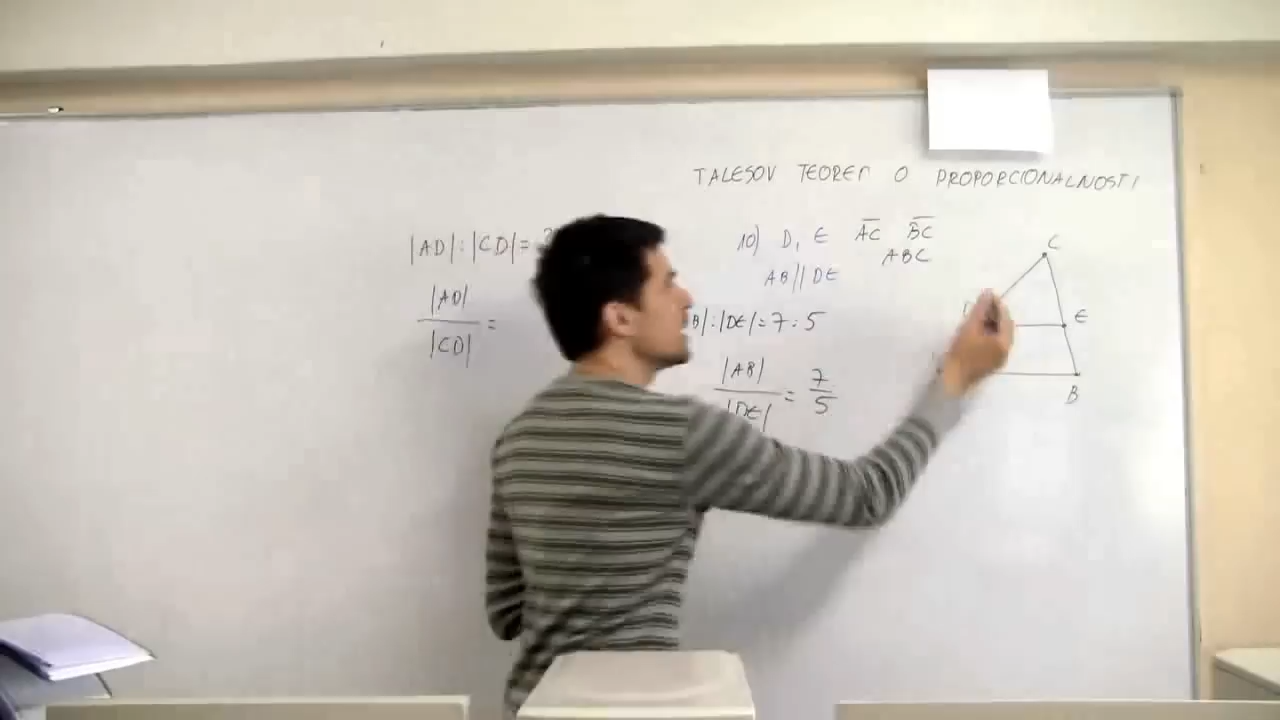 TALESOV TEOREM O PROPORCIONALNOSTI
|AD| : |CD| =
|AD|
|CD| =
10) D, E AC BC
ABC
AB || DE
B| : |DE| = 7 : 5
|AB| / |DE| = 7 / 5
C
E
B